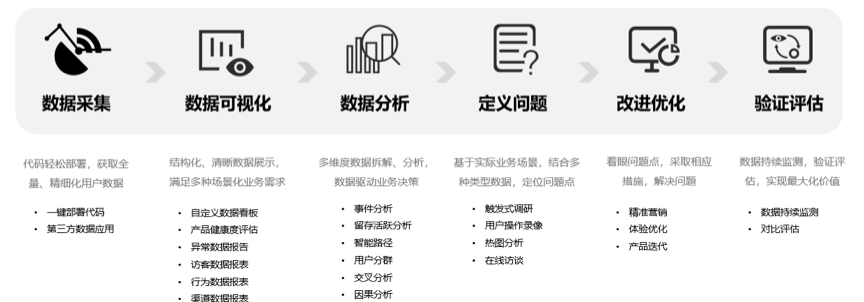 数据采集
数据可视化
数据分析
定义问题
改进优化
验证评估
代码轻松部署，获取全
量、精细化用户数据
• 一键部署代码
• 第三方数据应用
结构化、清晰数据展示，
满足多种场景化业务需求
• 自定义数据看板
• 产品健康度评估
• 异常数据报告
• 访客数据报表
• 行为数据报表
• 渠道数据报表
多维度数据拆解、分析，
数据驱动业务决策
• 事件分析
• 留存活跃分析
• 智能路径
• 用户分群
• 交叉分析
• 因果分析
基于实际业务场景，结合多
种类型数据，定位问题点
• 触发式调研
• 用户操作录像
• 热图分析
• 在线访谈
着眼问题点，采取相应
措施，解决问题
• 精准营销
• 体验优化
• 产品迭代
数据持续监测，验证评
估，实现最大化价值
• 数据持续监测
• 对比评估